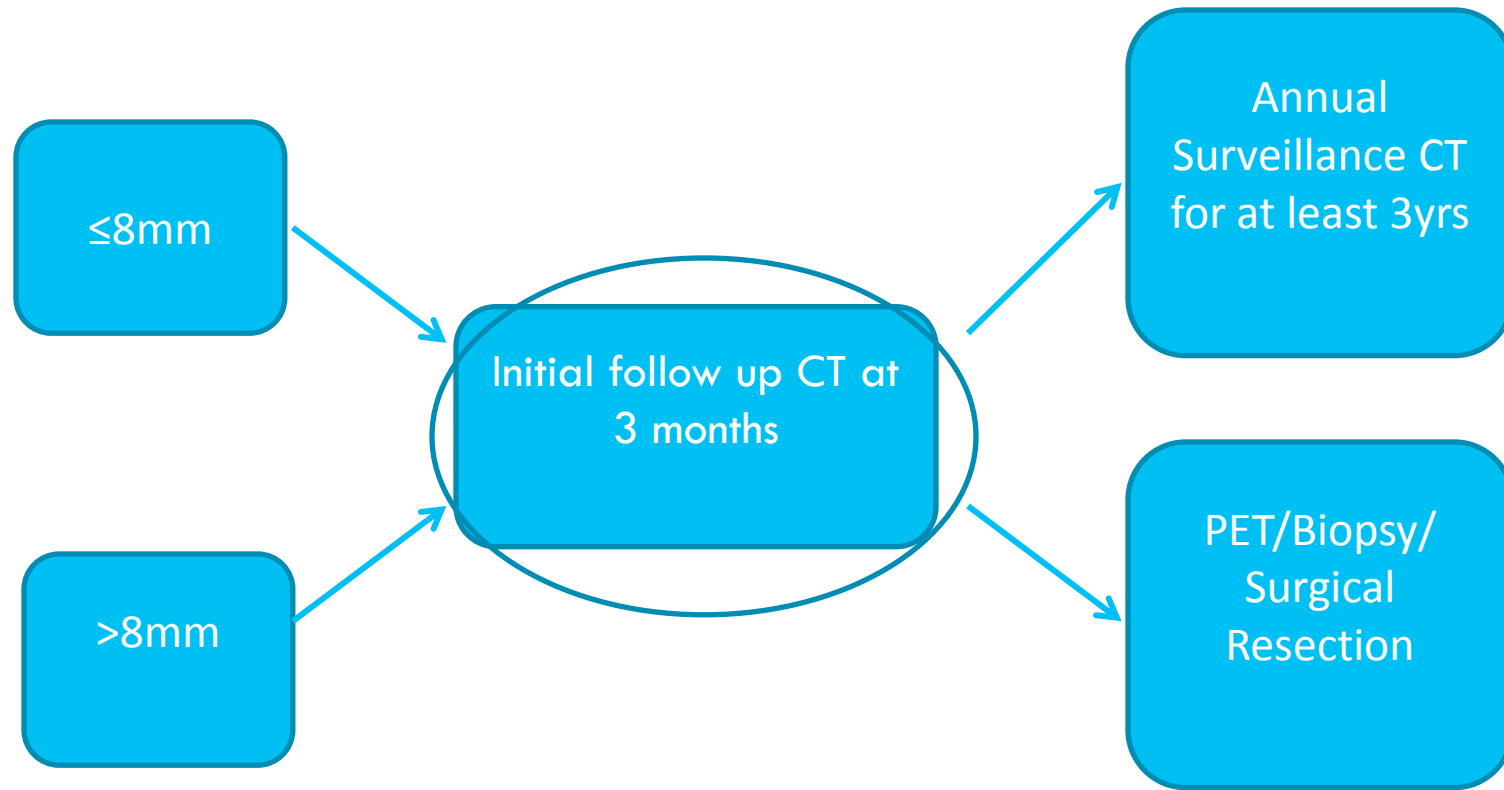 ≤8mm
>8mm
Initial follow up CT at
3 months
Annual
Surveillance CT
for at least 3yrs
PET/Biopsy/
Surgical
Resection